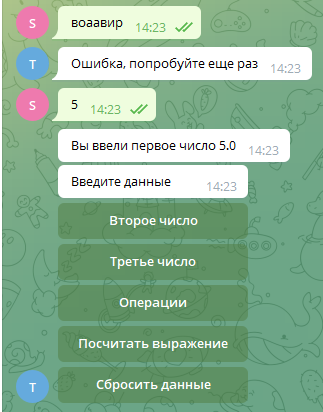 S
воаавир
14:23
T
Ошибка, попробуйте еще раз
14:23
S
5
14:23
Вы ввели первое число 5.0
14:23
Введите данные
14:23
Второе число
Третье число
Операции
Посчитать выражение
T
Сбросить данные